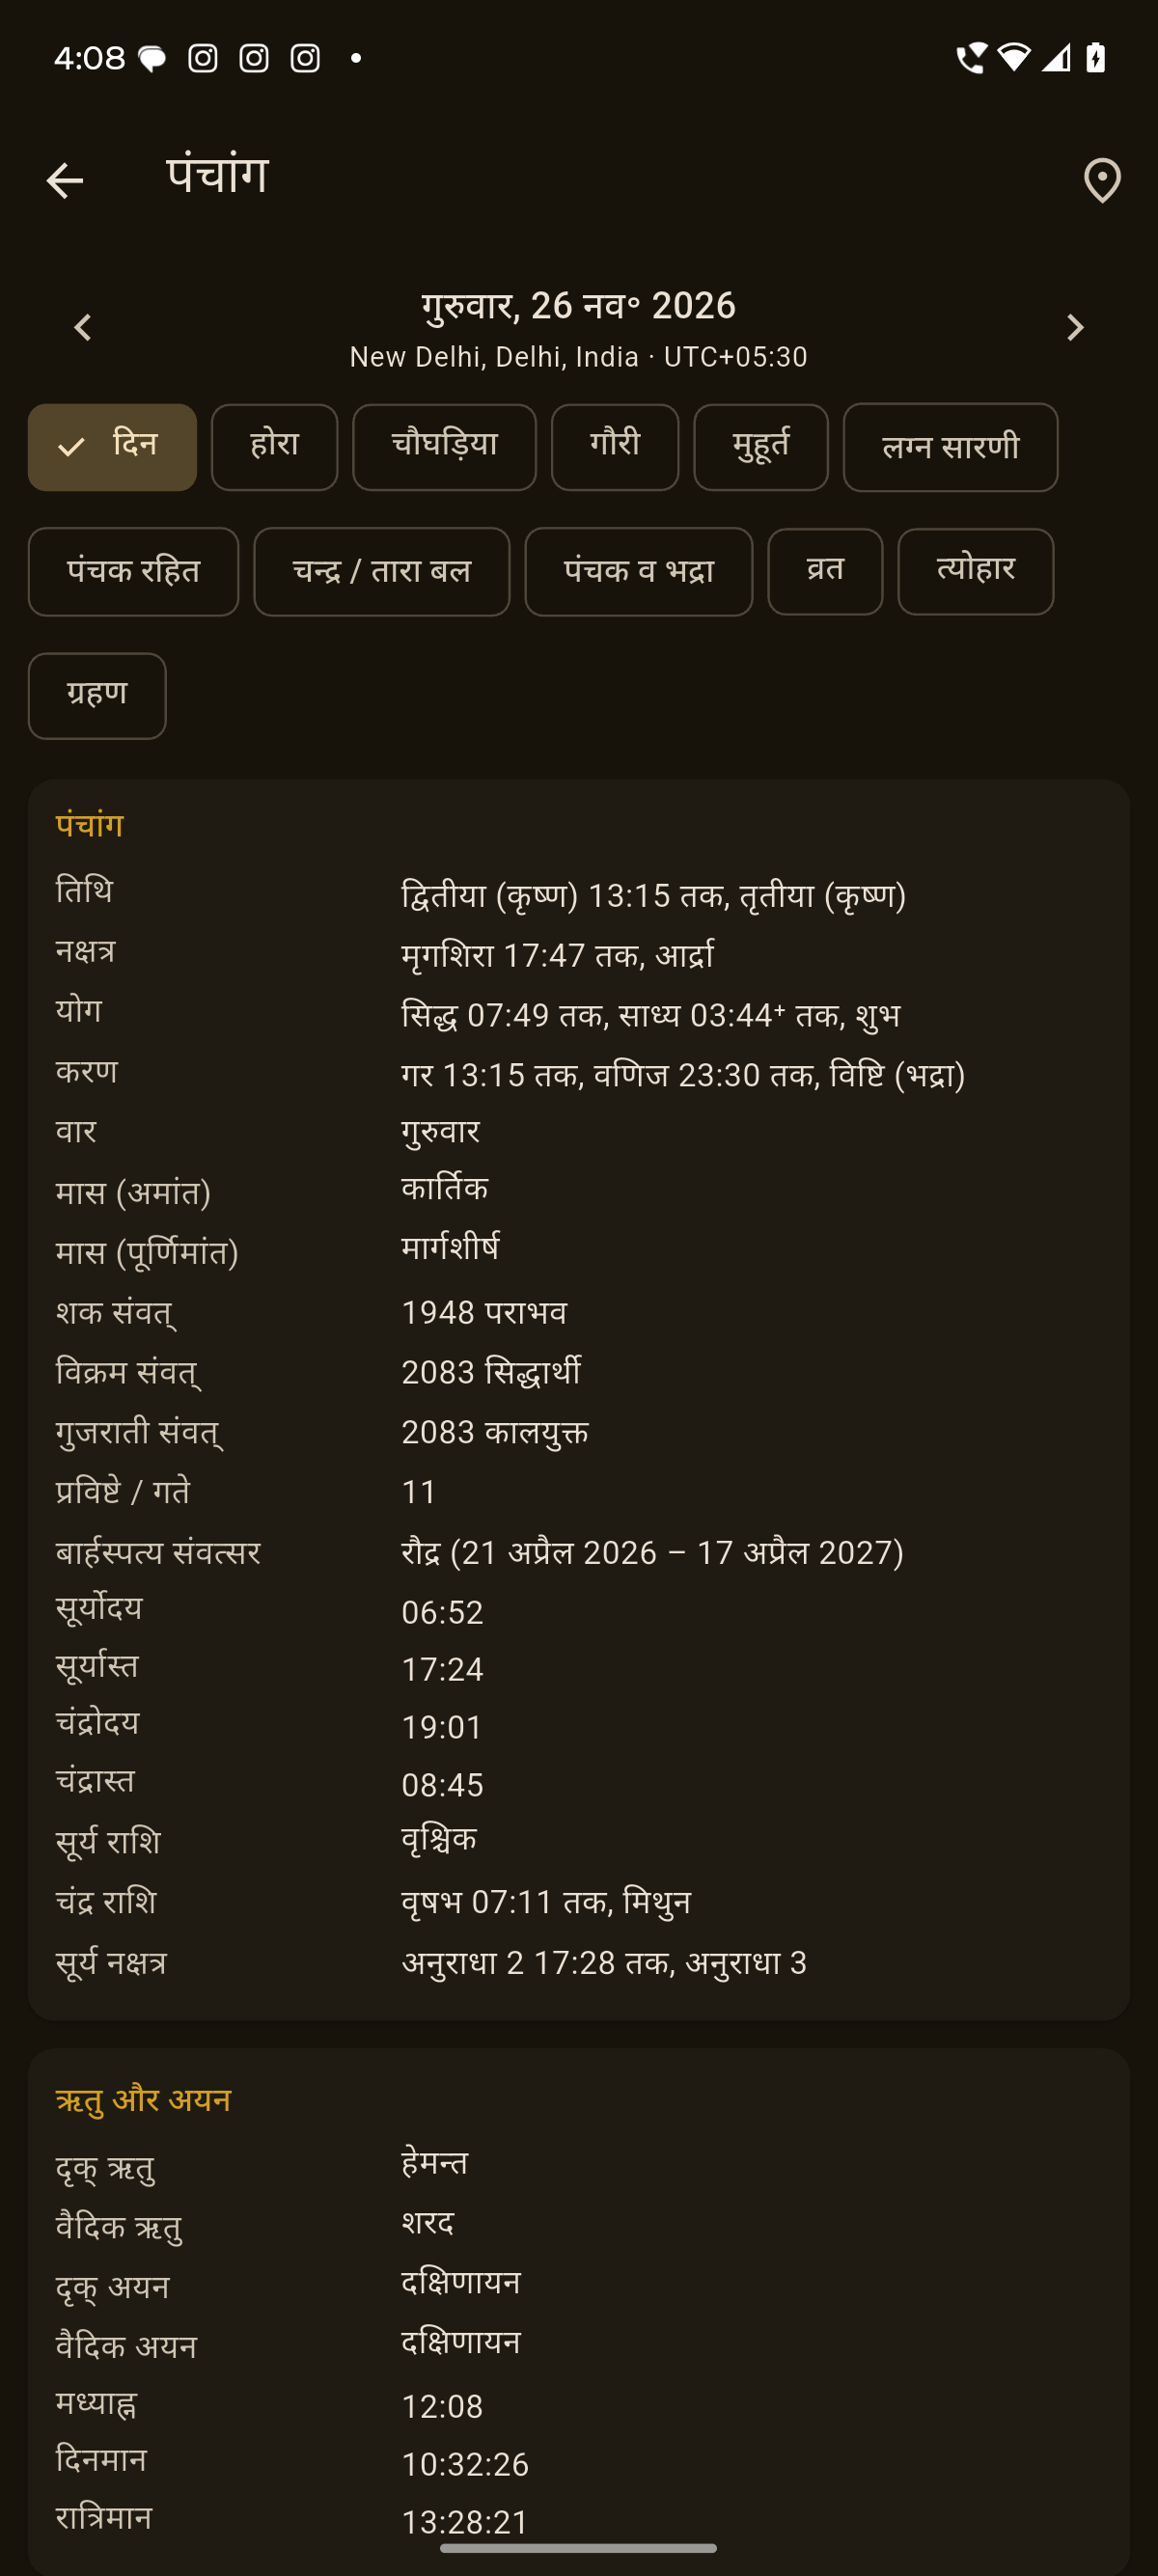 4:08
पंचांग
गुरुवार, 26 नव॰ 2026
New Delhi, Delhi, India · UTC+05:30
दिन होरा चौघड़िया गौरी मुहूर्त लग्न सारणी
पंचक रहित चन्द्र / तारा बल पंचक व भद्रा व्रत त्योहार
ग्रहण
पंचांग
तिथि द्वितीया (कृष्ण) 13:15 तक, तृतीया (कृष्ण)
नक्षत्र मृगशिरा 17:47 तक, आर्द्रा
योग सिद्ध 07:49 तक, साध्य 03:44⁺ तक, शुभ
करण गर 13:15 तक, वणिज 23:30 तक, विष्टि (भद्रा)
वार गुरुवार
मास (अमांत) कार्तिक
मास (पूर्णिमांत) मार्गशीर्ष
शक संवत् 1948 पराभव
विक्रम संवत् 2083 सिद्धार्थी
गुजराती संवत् 2083 कालयुक्त
प्रविष्टे / गते 11
बार्हस्पत्य संवत्सर रौद्र (21 अप्रैल 2026 – 17 अप्रैल 2027)
सूर्योदय 06:52
सूर्यास्त 17:24
चंद्रोदय 19:01
चंद्रास्त 08:45
सूर्य राशि वृश्चिक
चंद्र राशि वृषभ 07:11 तक, मिथुन
सूर्य नक्षत्र अनुराधा 2 17:28 तक, अनुराधा 3
ऋतु और अयन
दृक् ऋतु हेमन्त
वैदिक ऋतु शरद
दृक् अयन दक्षिणायन
वैदिक अयन दक्षिणायन
मध्याह्न 12:08
दिनमान 10:32:26
रात्रिमान 13:28:21